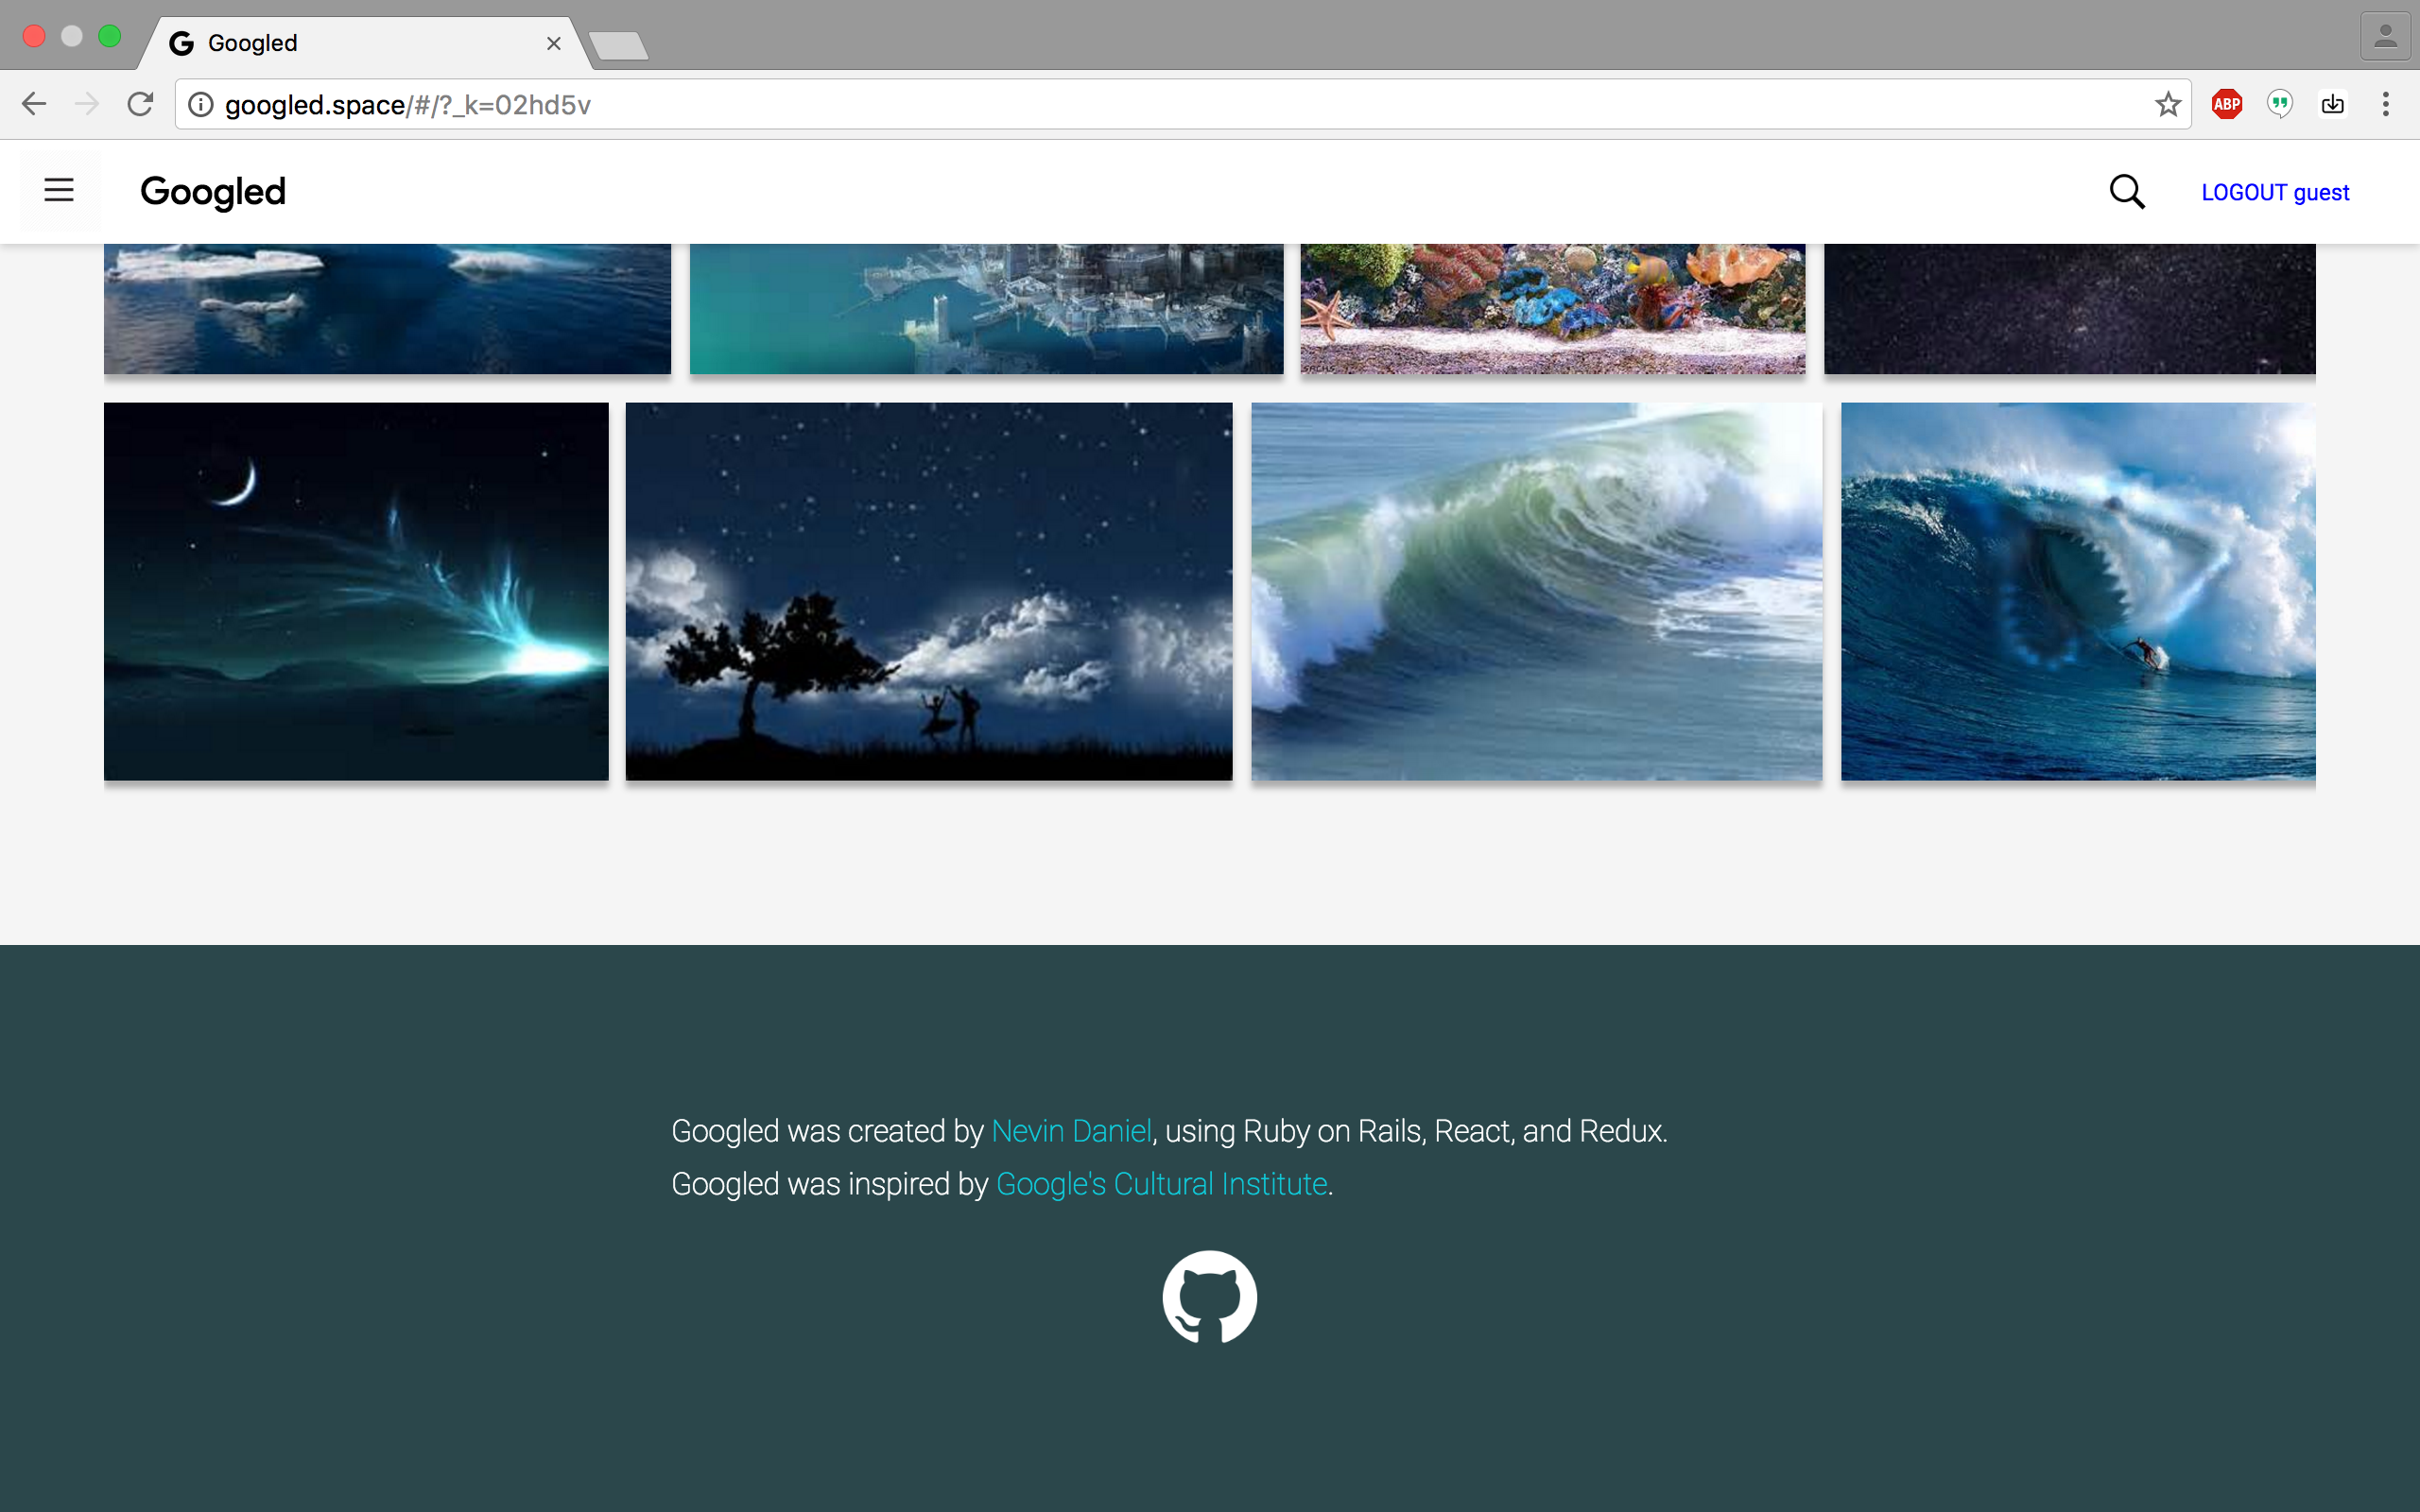 Googled
googled.space/#/?_k=02hd5v
ABP
Googled
LOGOUT guest
SACHS
Googled was created by Nevin Daniel, using Ruby on Rails, React, and Redux.
Googled was inspired by Google's Cultural Institute.